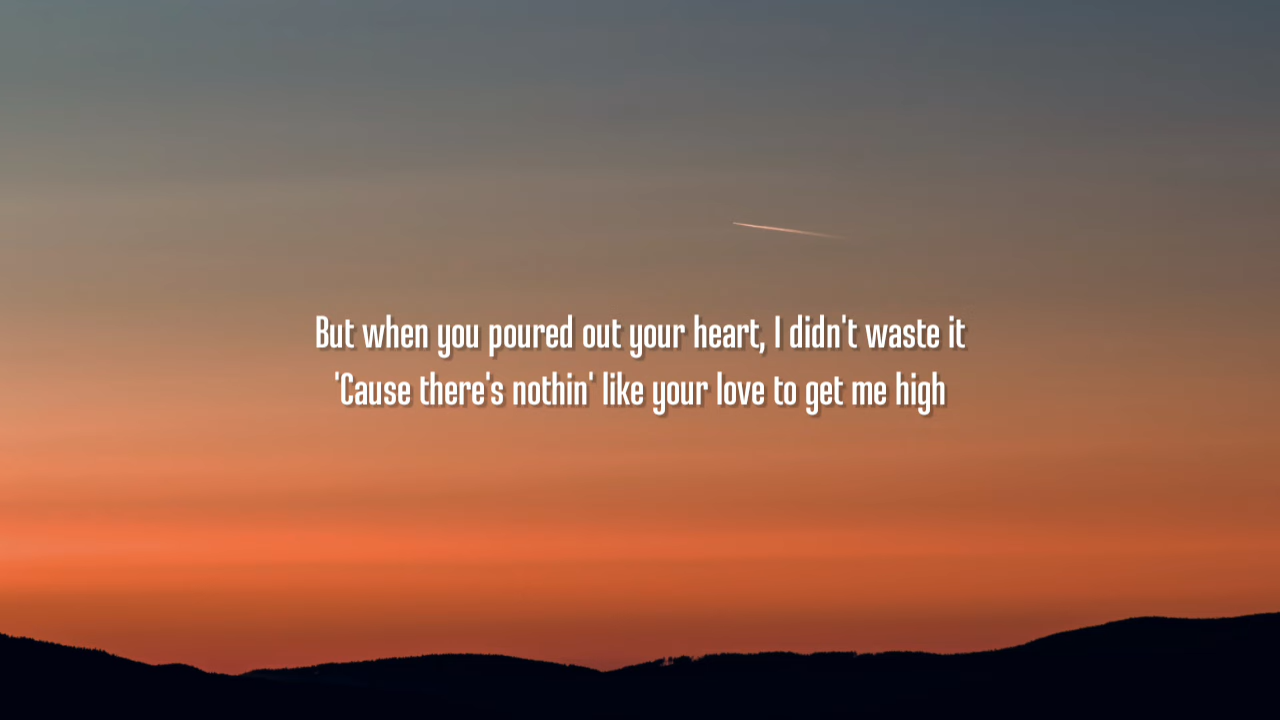 But when you poured out your heart, I didn't waste it
'Cause there's nothin' like your love to get me high